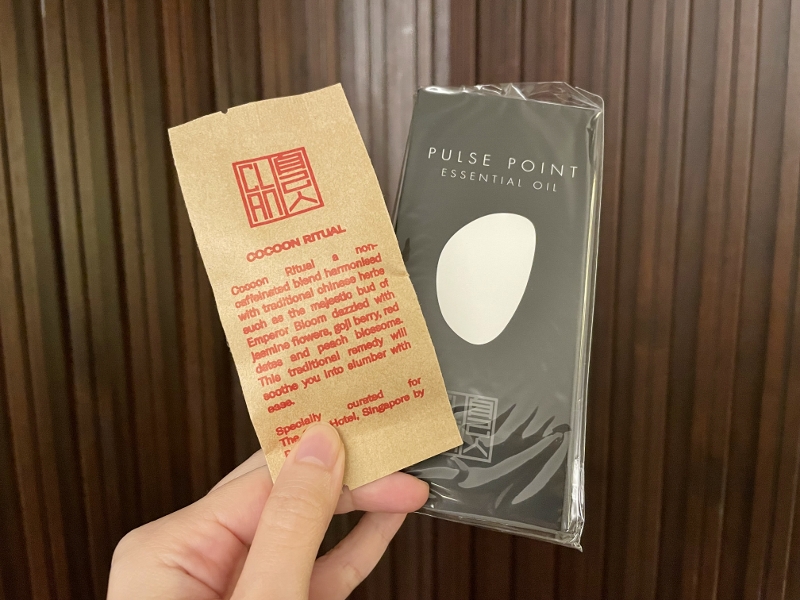 CLAN
COCOON RITUAL
Cocoon Ritual a non-
caffeinated blend harmonised
with traditional chinese herbs
such as the majestic bud of
Emperor Bloom dazzled with
jasmine flowers, goji berry, red
dates and peach blossoms.
This traditional remedy will
soothe you into slumber with
ease.
Specially curated for
The Hotel, Singapore by
PULSE POINT
ESSENTIAL OIL